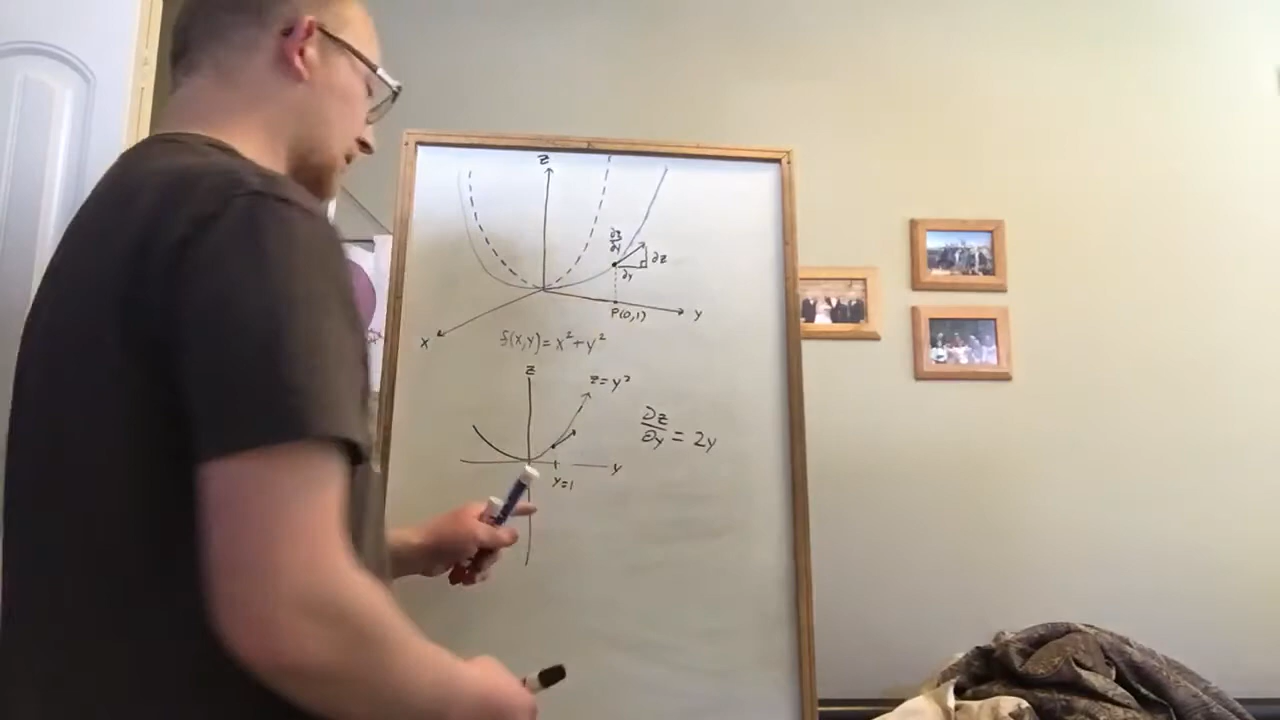 z
∂z/∂y
∂z
∂y
P(0,1)
y
x
f(x,y)=x²+y²
z
z=y²
∂z/∂y = 2y
y
y=1